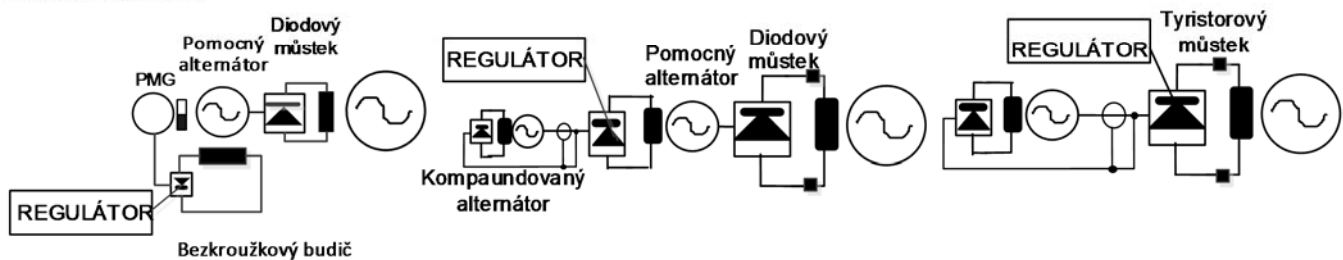 Diodový
můstek
Pomocný
alternátor
PMG
REGULÁTOR
Bezkroužkový budič
REGULÁTOR
Pomocný
alternátor
Diodový
můstek
Kompaundovaný
alternátor
Tyristorový
můstek
REGULÁTOR